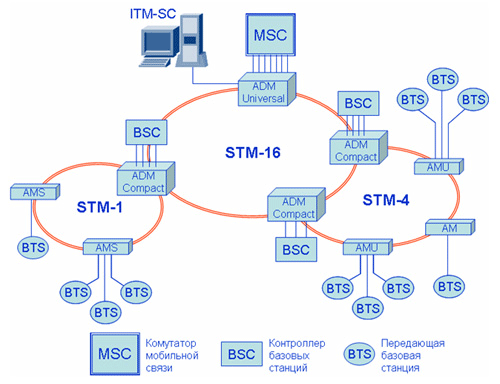 ITM-SC
MSC
ADM
Universal
BTS
BTS
BTS
BSC
BSC
ADM
Compact
STM-16
AMU
ADM
Compact
AMS
STM-1
ADM
Compact
STM-4
AM
BTS
AMS
BSC
AMU
BTS
BTS
BTS
BTS
BTS
BTS
BTS
MSC
Комутатор
мобильной
связи
BSC
Контроллер
базовых
станций
BTS
Передающая
базовая
станция